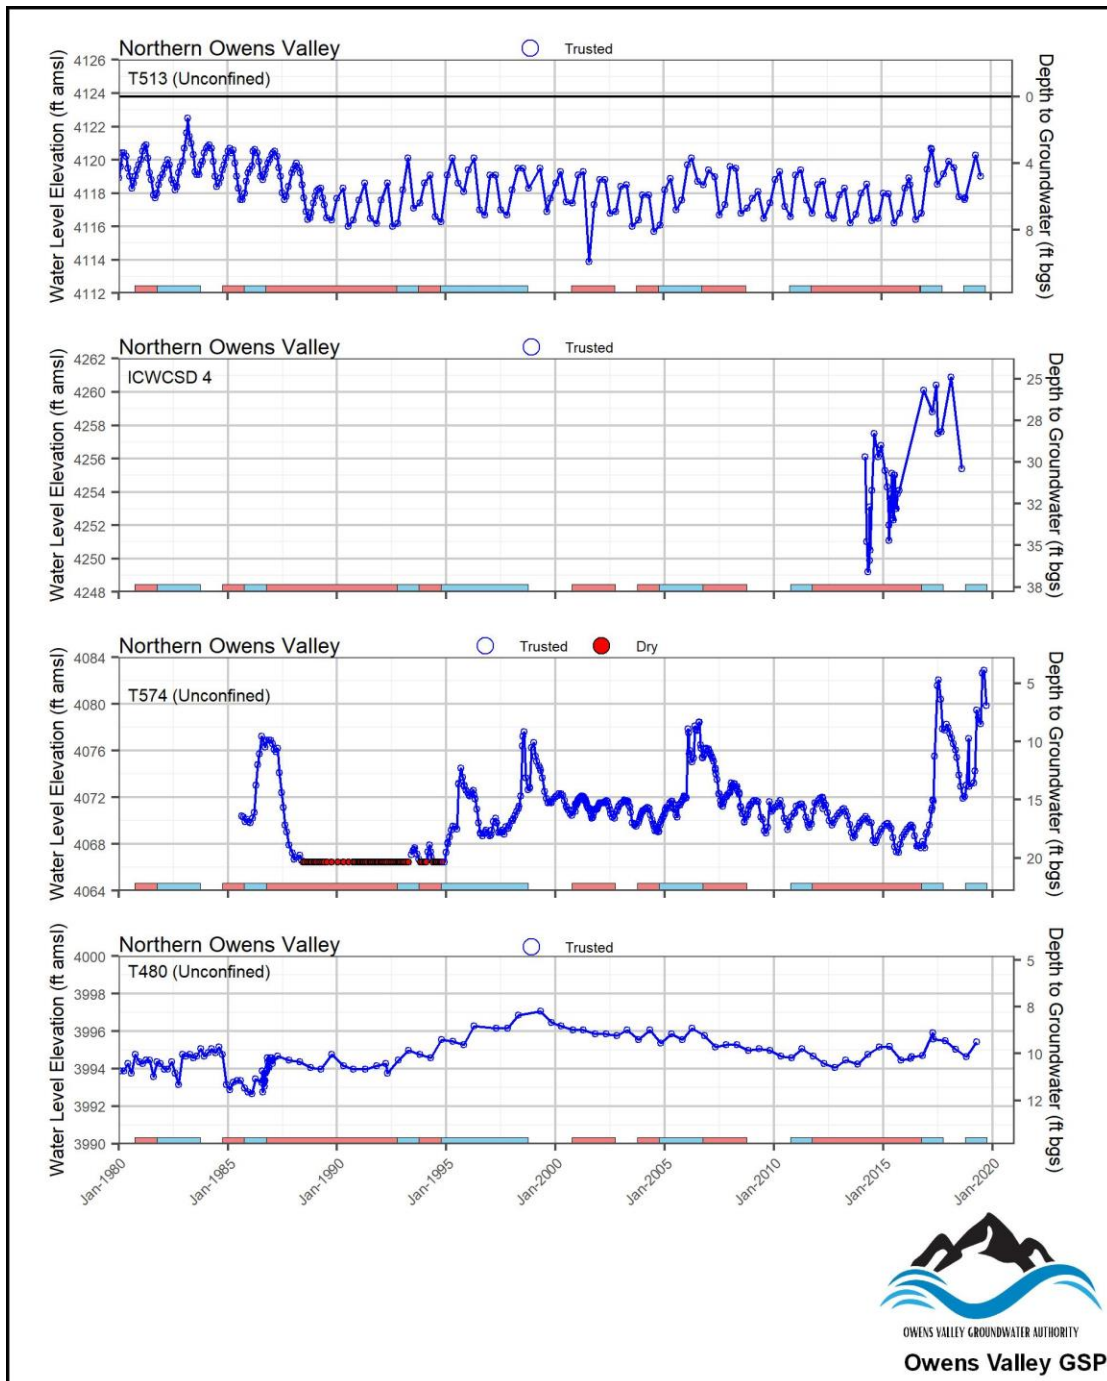 Northern Owens Valley
Trusted
T513 (Unconfined)
Water Level Elevation (ft amsl)
4126
4124
4122
4120
4118
4116
4114
4112
Depth to Groundwater (ft bgs)
0
4
8
Northern Owens Valley
Trusted
ICWCSD 4
Water Level Elevation (ft amsl)
4262
4260
4258
4256
4254
4252
4250
4248
Depth to Groundwater (ft bgs)
25
28
30
32
35
38
Northern Owens Valley
Trusted Dry
T574 (Unconfined)
Water Level Elevation (ft amsl)
4084
4080
4076
4072
4068
4064
Depth to Groundwater (ft bgs)
5
10
15
20
Northern Owens Valley
Trusted
T480 (Unconfined)
Water Level Elevation (ft amsl)
4000
3998
3996
3994
3992
3990
Depth to Groundwater (ft bgs)
5
8
10
12
Jan-1980 Jan-1985 Jan-1990 Jan-1995 Jan-2000 Jan-2005 Jan-2010 Jan-2015 Jan-2020
OWENS VALLEY GROUNDWATER AUTHORITY
Owens Valley GSP